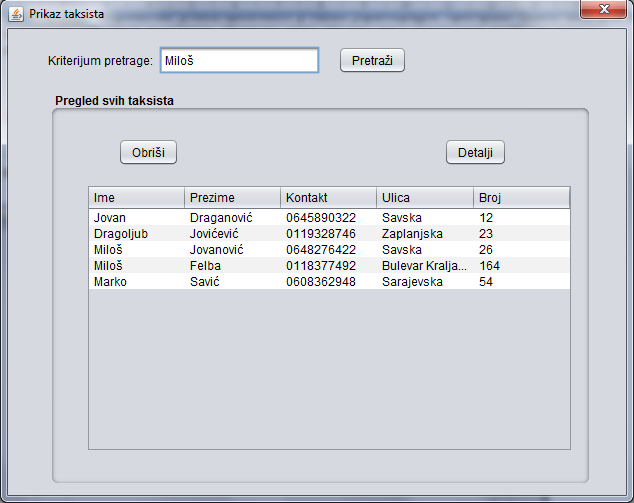 Prikaz taksista
Kriterijum pretrage: Miloš Pretraži
Pregled svih taksista
Obriši Detalji
Ime Prezime Kontakt Ulica Broj
Jovan Draganović 0645890322 Savska 12
Dragoljub Jovićević 0119328746 Zaplanjska 23
Miloš Jovanović 0648276422 Savska 26
Miloš Felba 0118377492 Bulevar Kralja... 164
Marko Savić 0608362948 Sarajevska 54